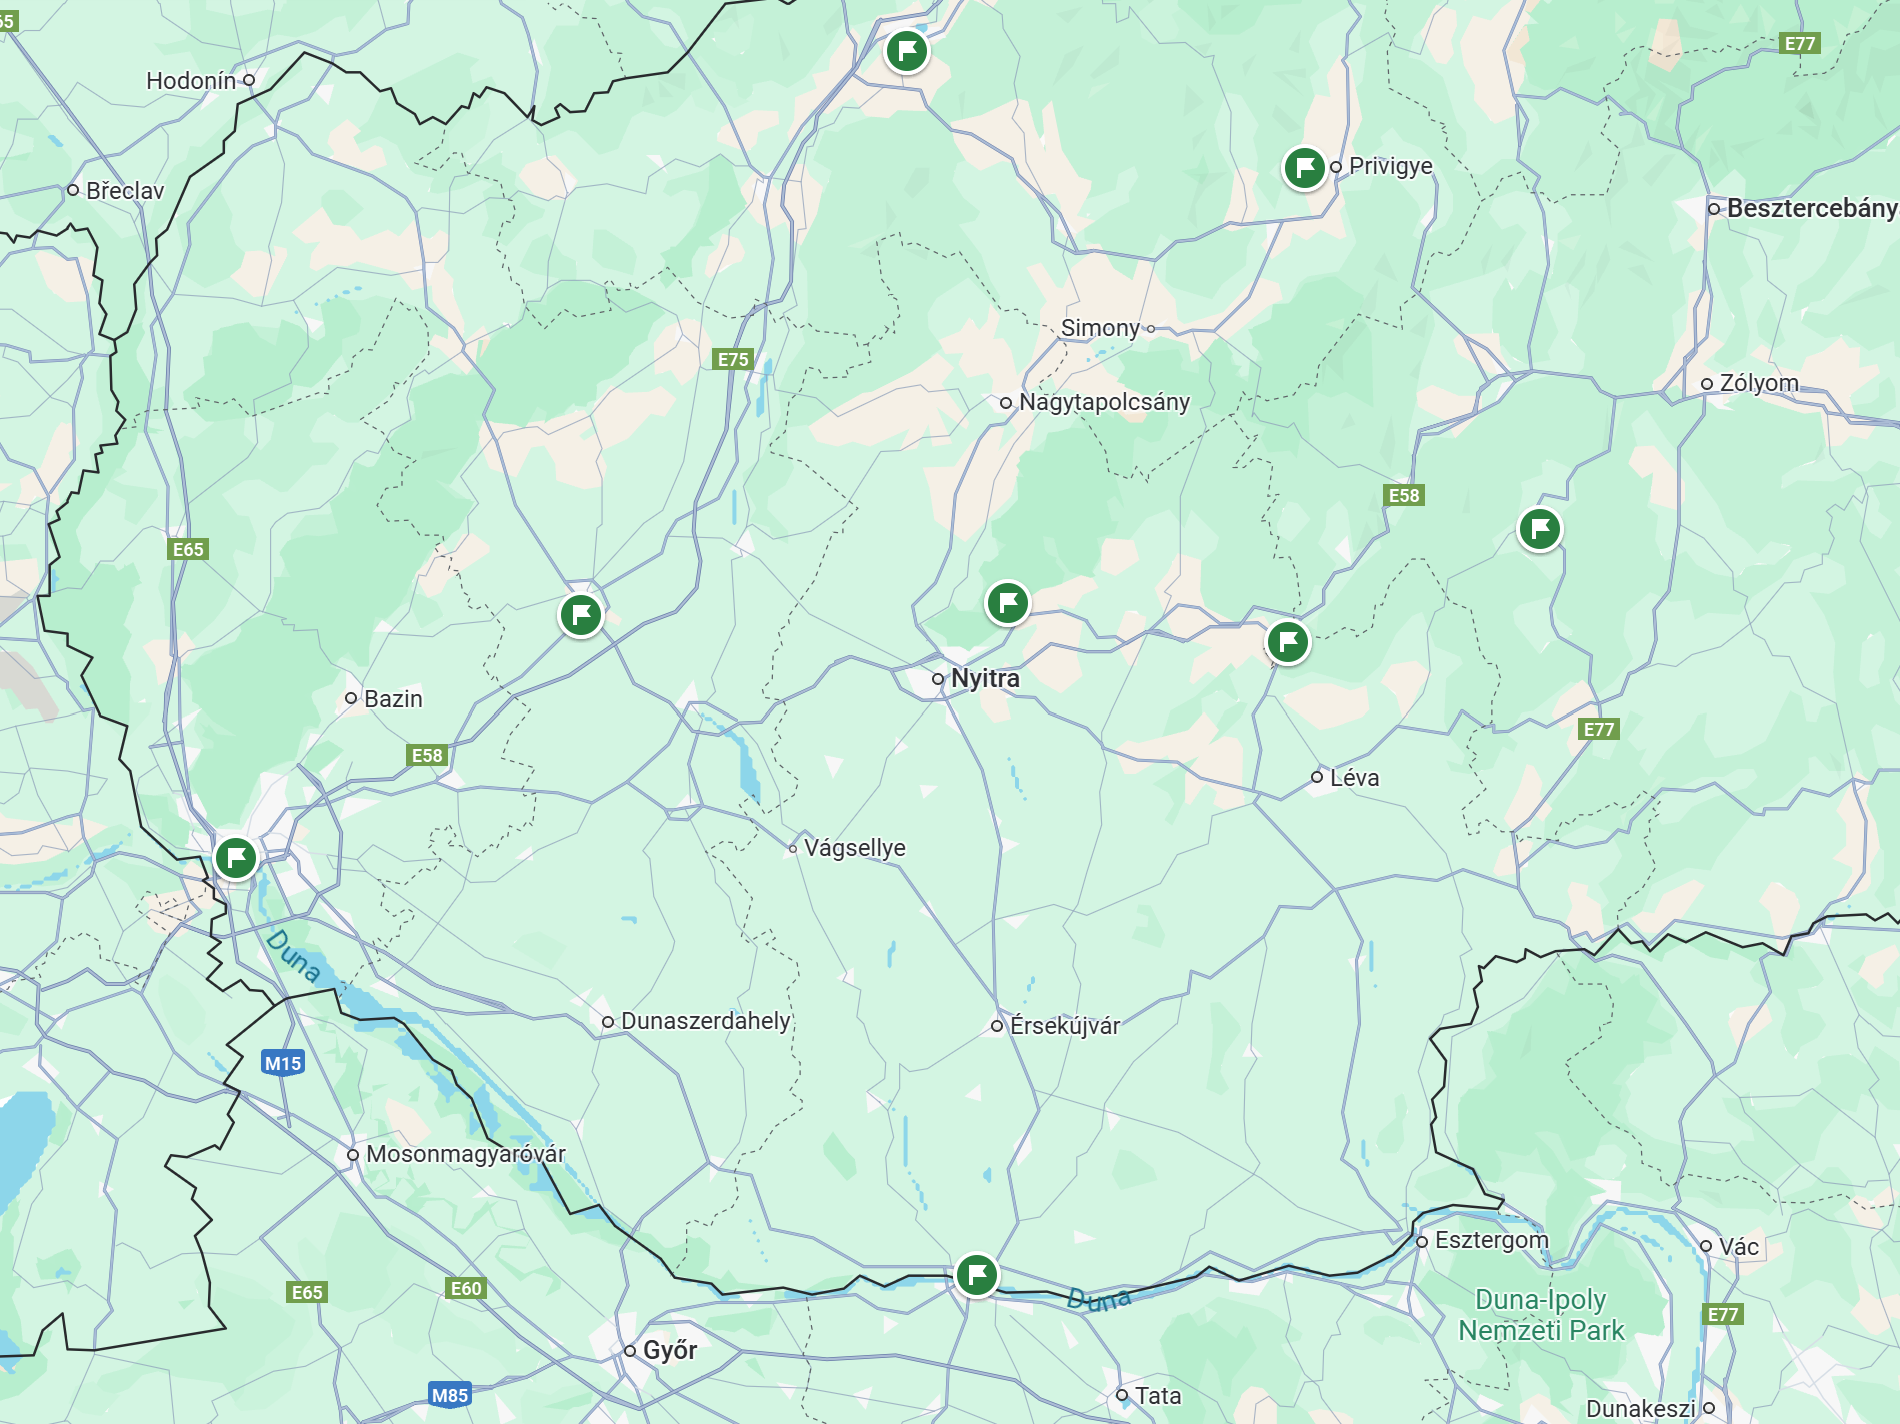 65
E77
Hodonín
Privigye
Břeclav
Besztercebány
Simony
E75
Zólyom
Nagytapolcsány
E58
E65
Nyitra
Bazin
E77
E58
Léva
Vágsellye
Duna
Dunaszerdahely
Érsekújvár
M15
Mosonmagyaróvár
Esztergom
Vác
E65
E60
Duna
Duna-Ipoly
Nemzeti Park
E77
Győr
M85
Tata
Dunakeszi